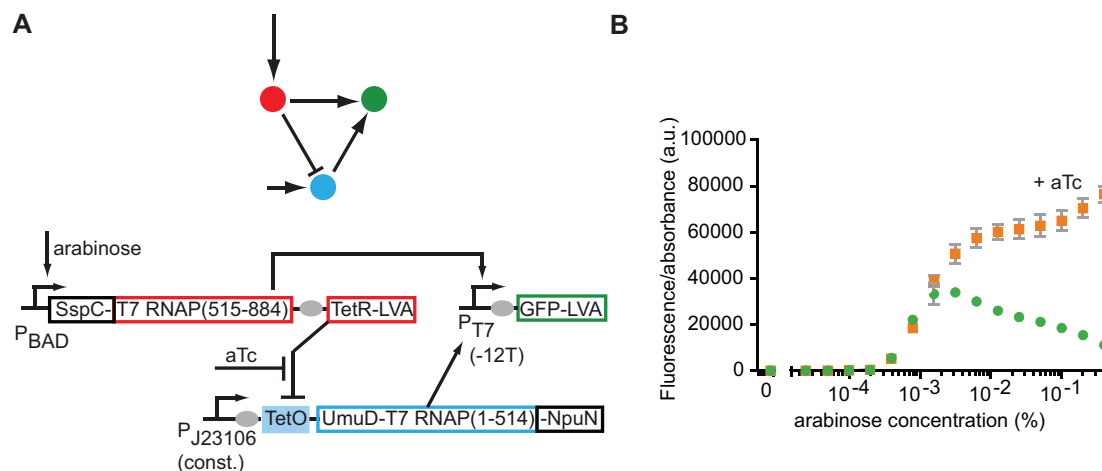 A
arabinose
SspC-T7 RNAP(515-884)
TetR-LVA
GFP-LVA
PBAD
PT7
(-12T)
aTc
TetO
UmuD-T7 RNAP(1-514)-NpuN
PJ23106
(const.)
B
Fluorescence/absorbance (a.u.)
100000
80000
60000
40000
20000
0
+ aTc
0
10-4
10-3
10-2
10-1
arabinose concentration (%)